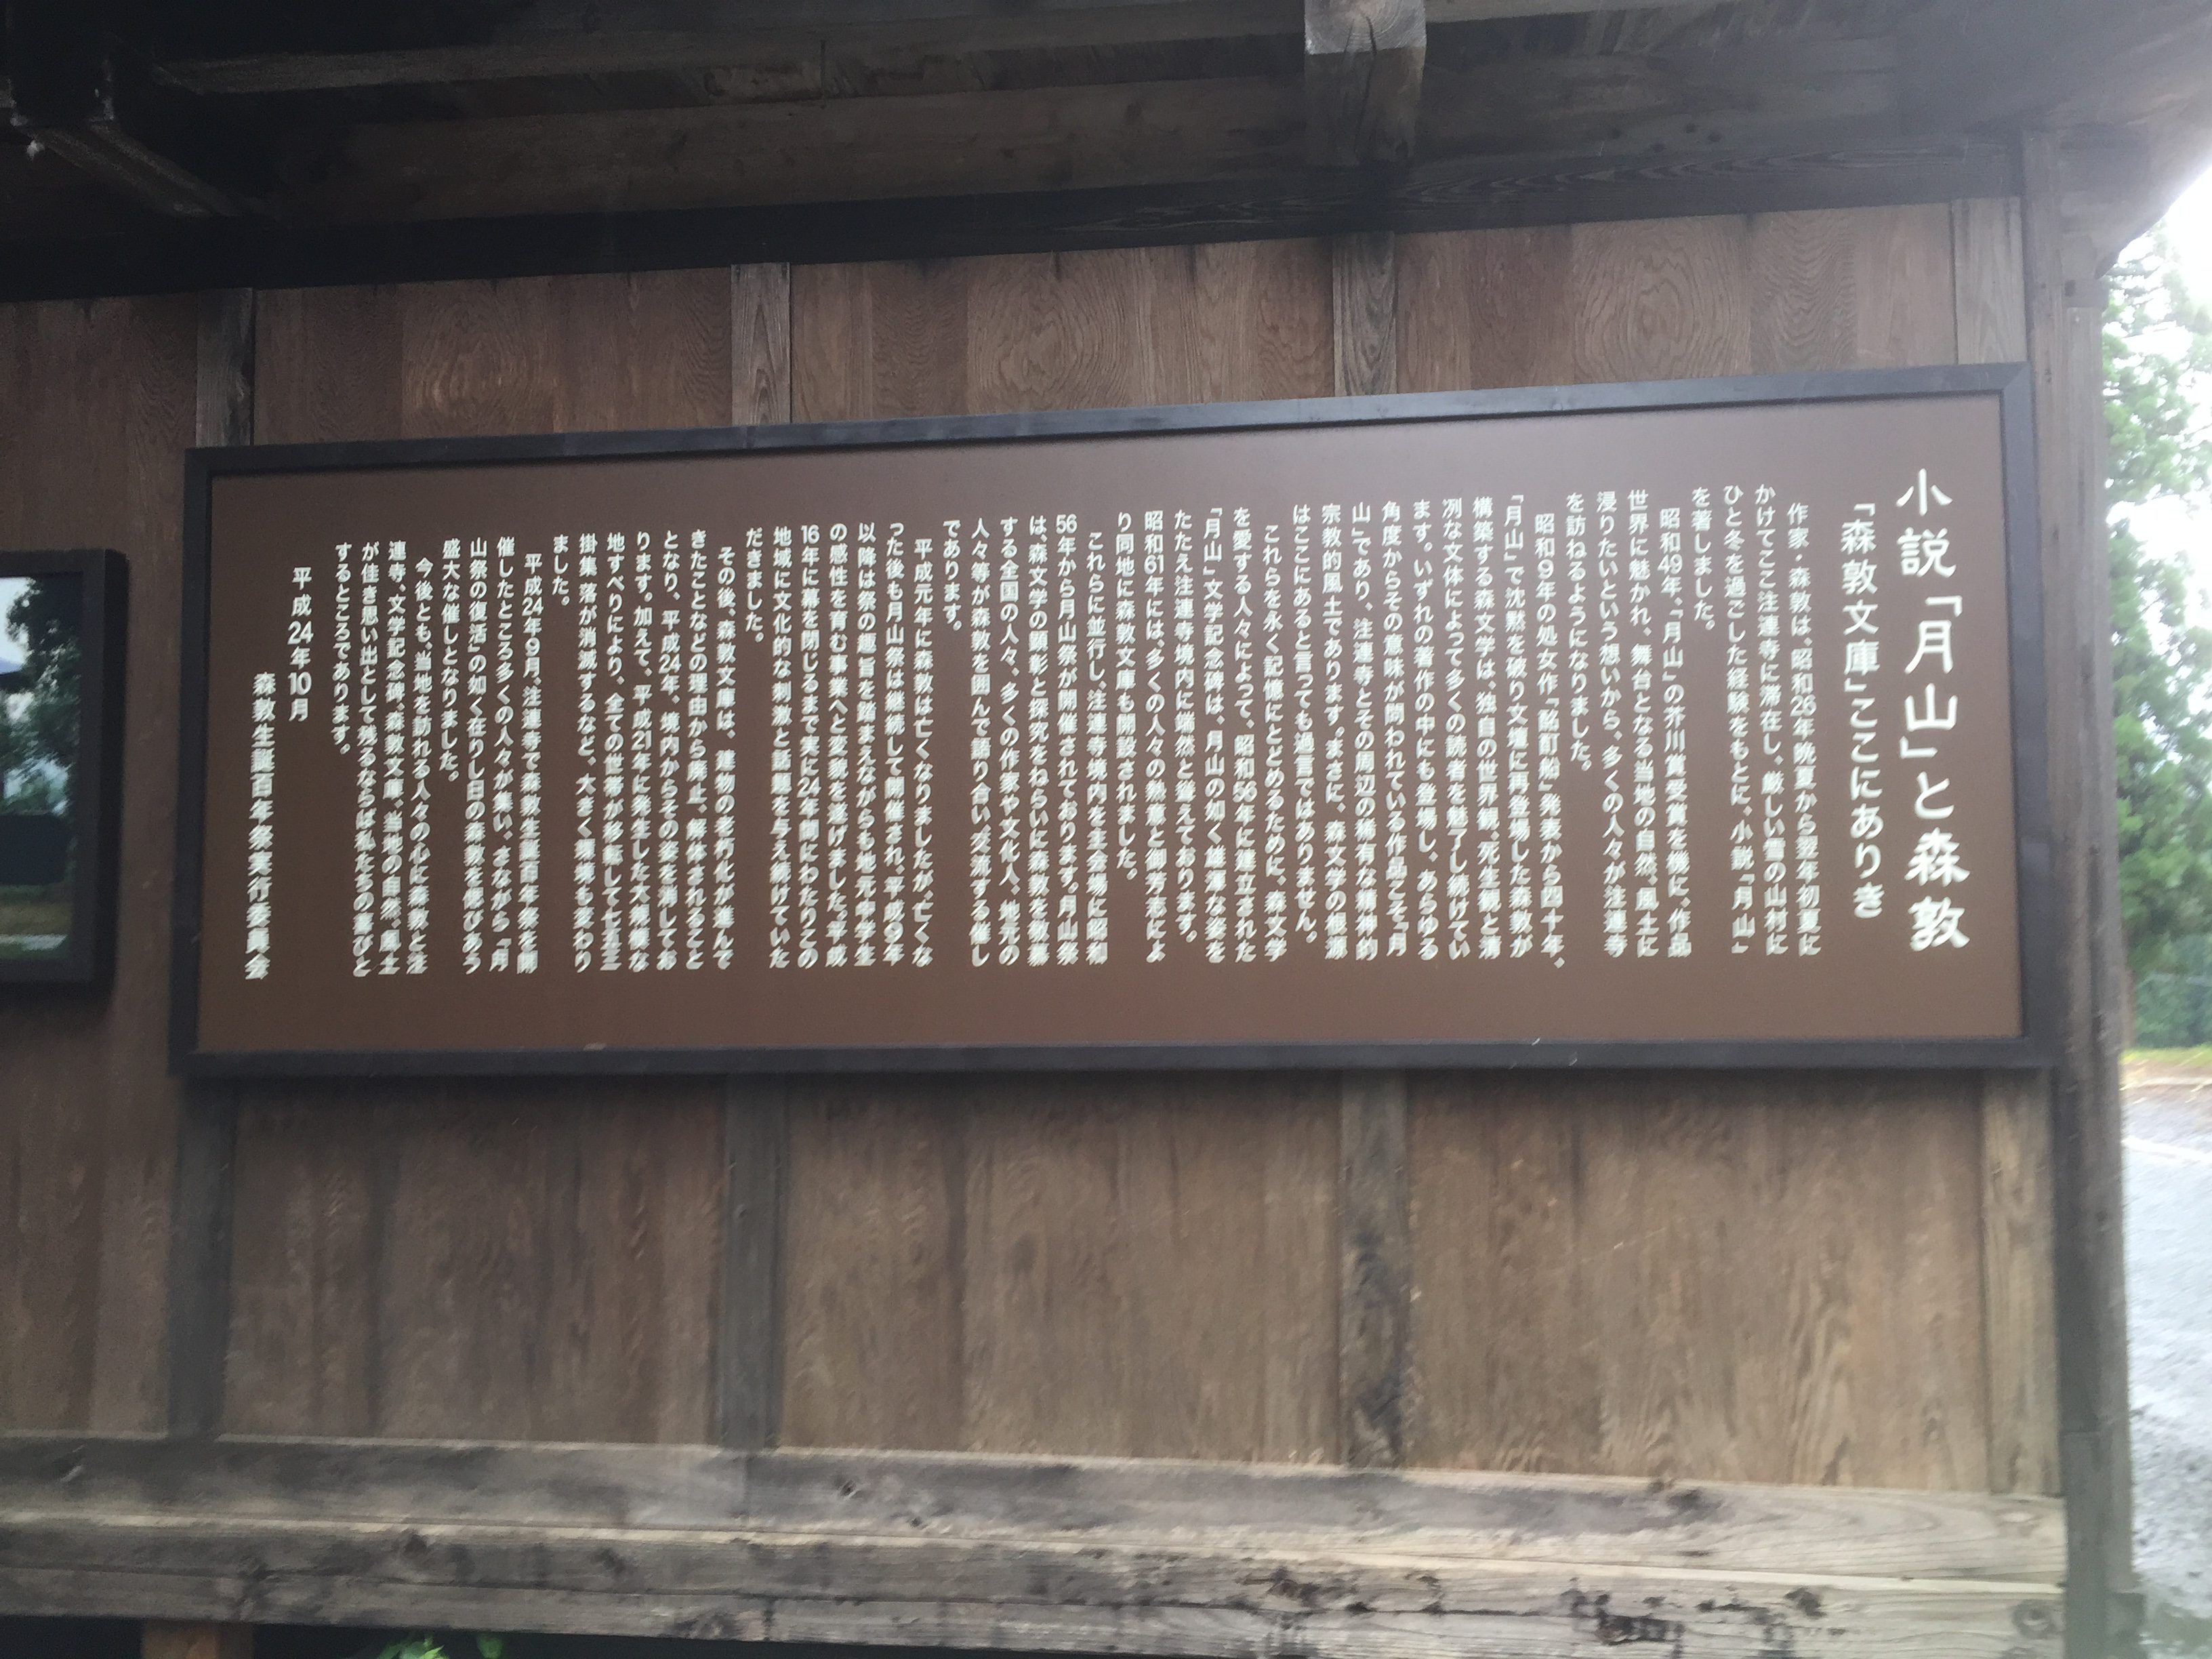 小説「月山」と森敦
「森敦文庫」ここにありき
作家・森敦は、昭和26年晩夏から翌年初夏に
かけてここ注連寺に滞在し、厳しい雪の山村に
ひと冬を過ごした経験をもとに、小説「月山」
を著しました。
昭和49年、「月山」の芥川賞受賞を機に、作品
世界に魅かれ、舞台となる当地の自然、風土に
浸りたいという想いから、多くの人々が注連寺
を訪ねるようになりました。
昭和9年の処女作「酩酊船」発表から四十年、
「月山」で沈黙を破り文壇に再登場した森敦が
構築する森文学は、独自の世界観、死生観と清
冽な文体によって多くの読者を魅了し続けてい
ます。いずれの著作の中にも登場し、あらゆる
角度からその意味が問われている作品こそ「月
山」であり、注連寺とその周辺の稀有な精神的
宗教的風土であります。まさに、森文学の根源
はここにあると言っても過言ではありません。
これらを永く記憶にとどめるために、森文学
を愛する人々によって、昭和56年に建立された
「月山」文学記念碑は、月山の如く雄渾な姿を
たたえ注連寺境内に鎮然と聳えております。
昭和61年には、多くの人々の熱意と御芳志によ
り同地に森敦文庫も開設されました。
これらに並行し、注連寺境内を主会場に昭和
56年から月山祭が開催されております。月山祭
は、森文学の顕彰と探究をねらいに森敦を敬慕
する全国の人々、多くの作家や文化人、地元の
人々等が森敦を囲んで語り合い交流する催し
であります。
平成元年に森敦は亡くなりましたが、亡くな
った後も月山祭は継続して開催され、平成9年
以降は祭の趣旨を踏まえながらも地元中学生
の感性を育む事業へと変貌を遂げました。平成
16年に幕を閉じるまで実に24年間にわたりこの
地域に文化的な刺激と話題を与え続けていた
だきました。
その後、森敦文庫は、建物の老朽化が進んで
きたことなどの理由から廃止、解体されること
となり、平成24年、境内からその姿を消してお
ります。加えて、平成21年に発生した大規模な
地すべりにより、全ての世帯が移転して七五三
掛集落が消滅するなど、大きく環境も変わり
ました。
平成24年9月、注連寺で森敦生誕百年祭を開
催したところ多くの人々が集い、さながら「月
山祭の復活」の如く在りし日の森敦を偲びあう
盛大な催しとなりました。
今後とも、当地を訪れる人々の心に森敦と注
連寺、文学記念碑、森敦文庫、当地の自然、風土
が佳き思い出として残るならば私たちの喜びと
するところであります。
平成24年10月
森敦生誕百年祭実行委員会